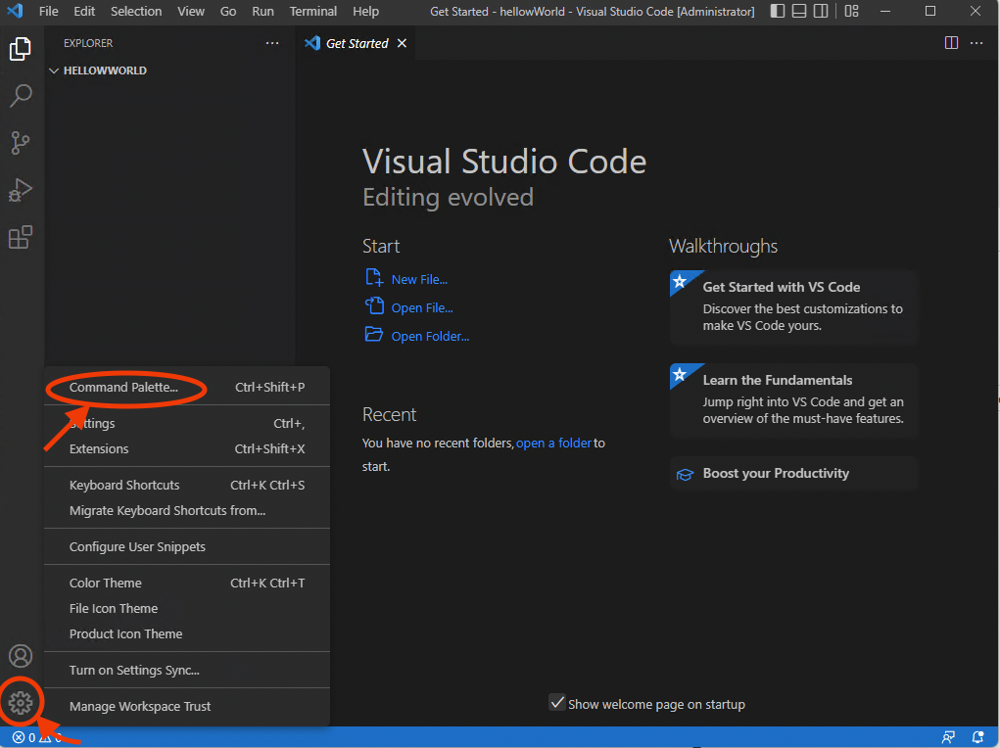 File Edit Selection View Go Run Terminal Help Get Started - hellowWorld - Visual Studio Code [Administrator]
EXPLORER
Get Started
HELLOWWORLD
Visual Studio Code
Editing evolved
Start
New File...
Open File...
Open Folder...
Recent
You have no recent folders, open a folder to
start.
Walkthroughs
Get Started with VS Code
Discover the best customizations to
make VS Code yours.
Learn the Fundamentals
Jump right into VS Code and get an
overview of the must-have features.
Boost your Productivity
Command Palette... Ctrl+Shift+P
Settings Ctrl+,
Extensions Ctrl+Shift+X
Keyboard Shortcuts Ctrl+K Ctrl+S
Migrate Keyboard Shortcuts from...
Configure User Snippets
Color Theme Ctrl+K Ctrl+T
File Icon Theme
Product Icon Theme
Turn on Settings Sync...
Manage Workspace Trust
Show welcome page on startup
0 0